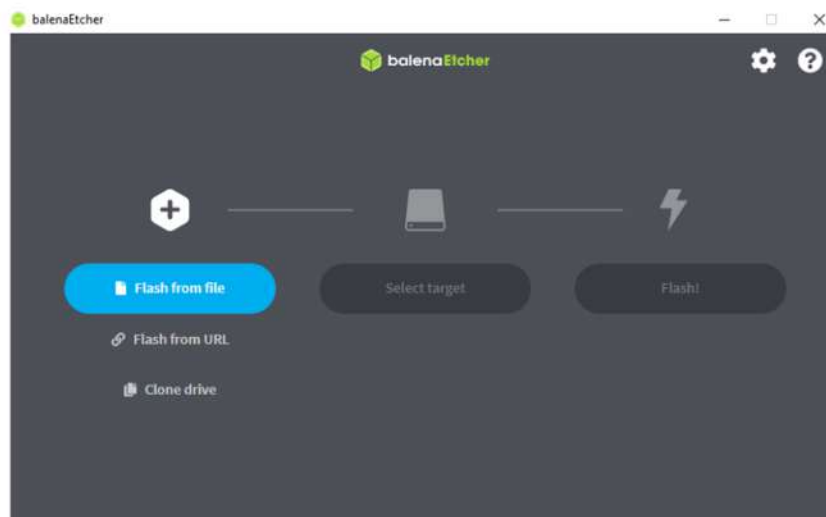 balenaEtcher
balenaEtcher
Flash from file
Select target
Flash!
Flash from URL
Clone drive